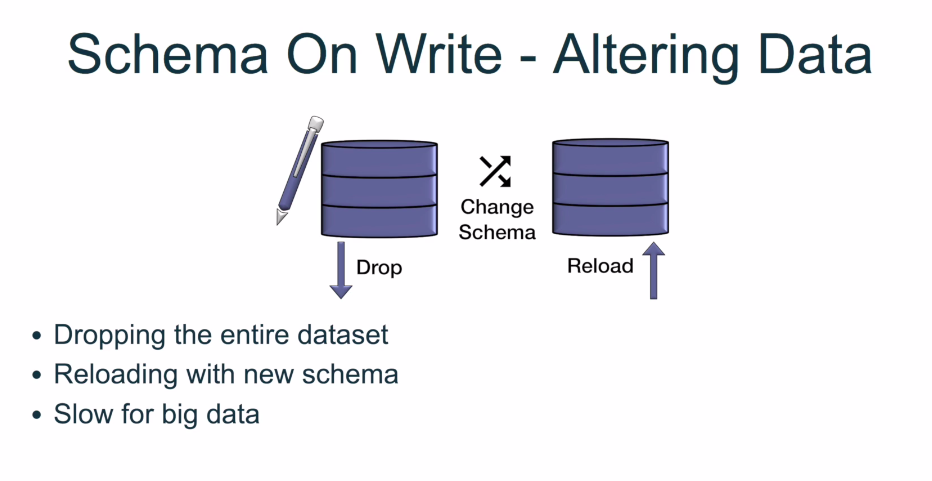 Schema On Write - Altering Data
Change
Schema
Drop
Reload
• Dropping the entire dataset
• Reloading with new schema
• Slow for big data